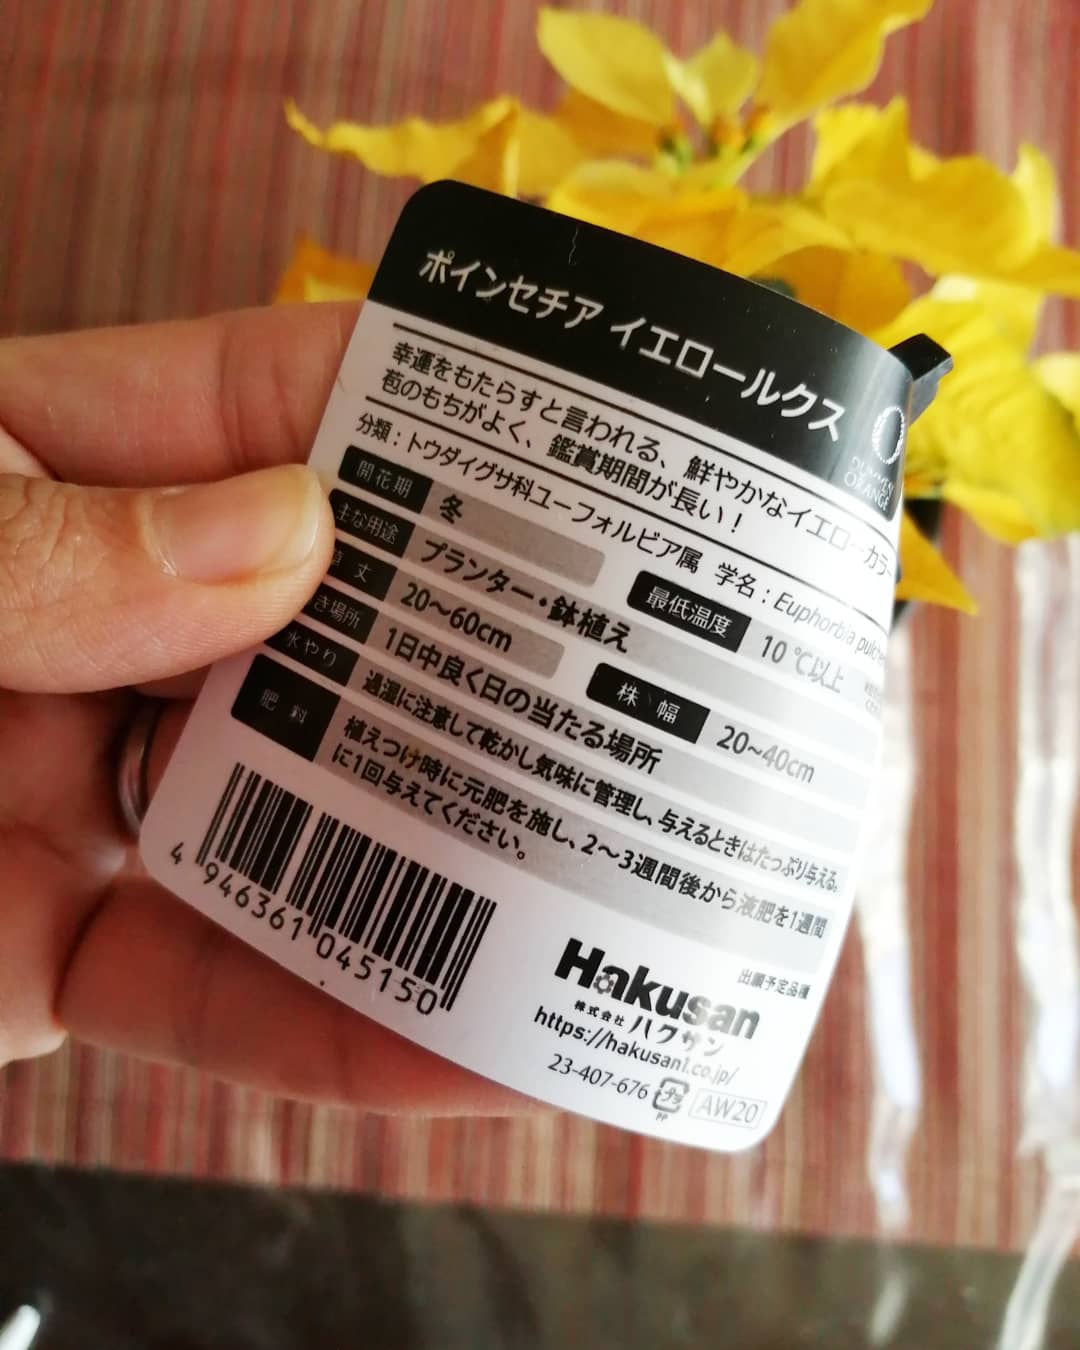 ポインセチア イエロールクス
DÜMMEN
ORANGE
幸運をもたらすと言われる、鮮やかなイエローカラー
苞のもちがよく、鑑賞期間が長い！
分類：トウダイグサ科ユーフォルビア属 学名：Euphorbia pulche
開花期 冬 最低温度 10℃以上
主な用途 プランター・鉢植え
草丈 20〜60cm 株幅 20〜40cm
き場所 1日中良く日の当たる場所
水やり 過湿に注意して乾かし気味に管理し、与えるときはたっぷり与える。
肥料 植えつけ時に元肥を施し、2〜3週間後から液肥を1週間
に1回与えてください。
4 946361 045150
出願予定品種
Hakusan
株式会社 ハクサン
https://hakusan1.co.jp/
23-407-676 プラ AW20
PP